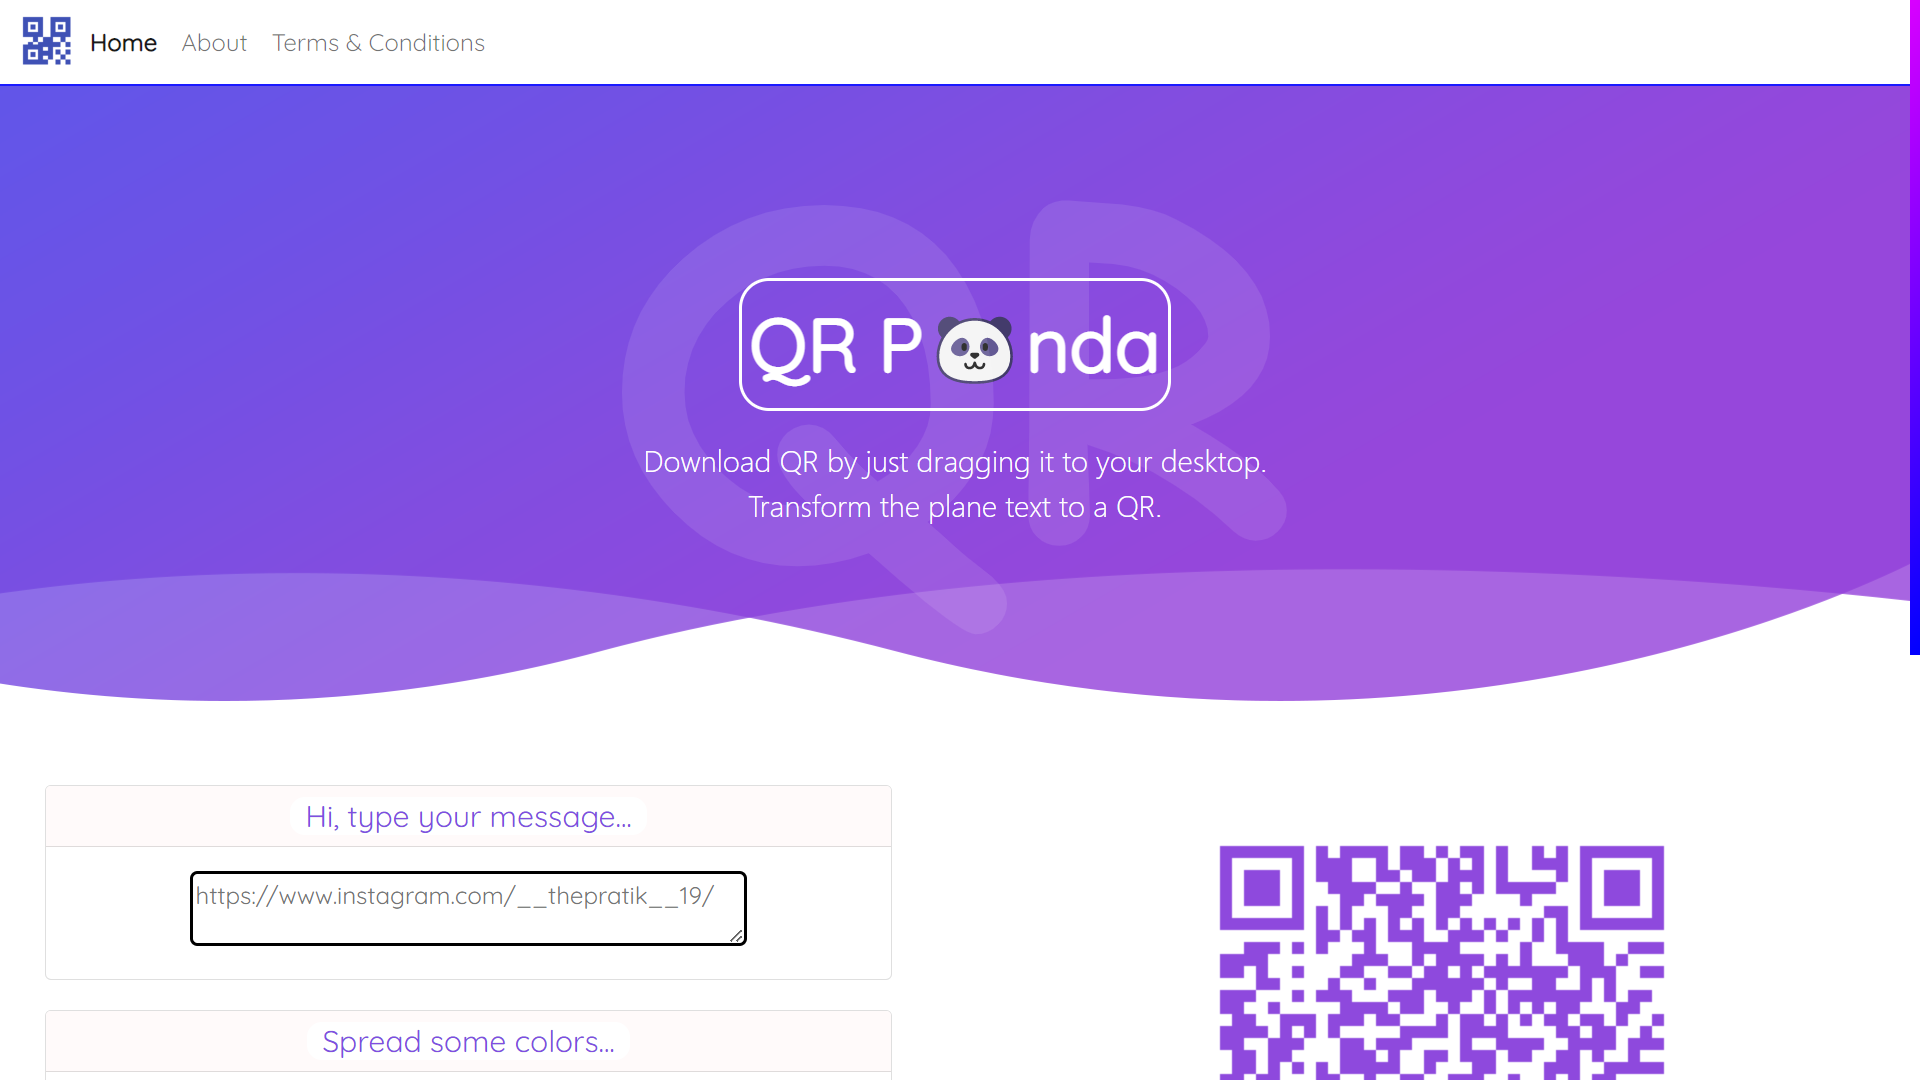 Home About Terms & Conditions
QR
QR P nda
Download QR by just dragging it to your desktop.
Transform the plane text to a QR.
Hi, type your message...
https://www.instagram.com/__thepratik__19/
Spread some colors...